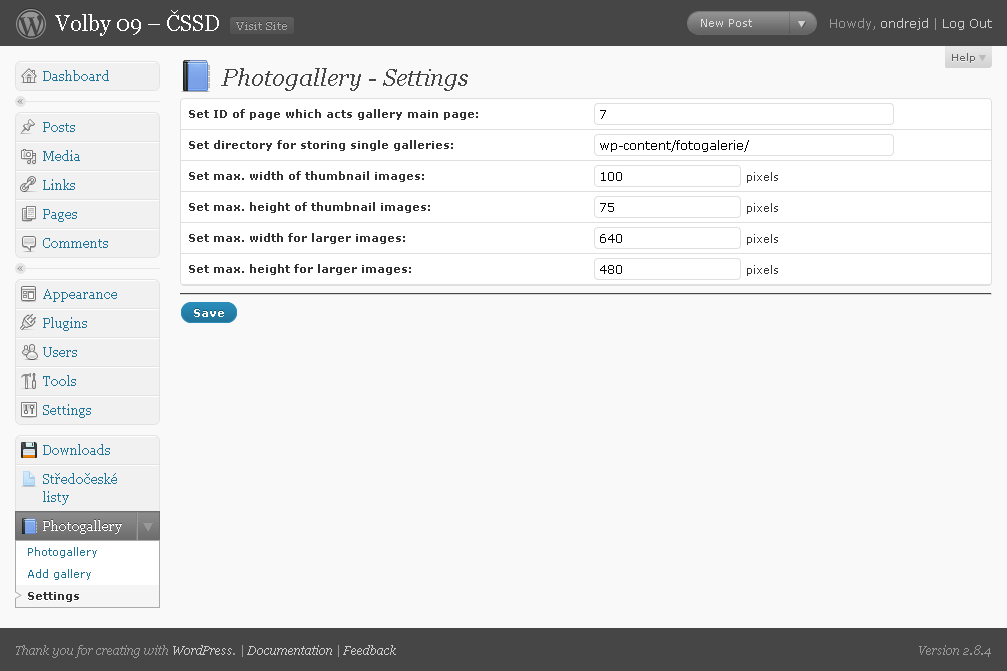 Volby 09 – ČSSD Visit Site New Post Howdy, ondrejd | Log Out
Help
Dashboard
Posts
Media
Links
Pages
Comments
Appearance
Plugins
Users
Tools
Settings
Downloads
Středočeské
listy
Photogallery
Photogallery
Add gallery
Settings
Photogallery - Settings
Set ID of page which acts gallery main page: 7
Set directory for storing single galleries: wp-content/fotogalerie/
Set max. width of thumbnail images: 100 pixels
Set max. height of thumbnail images: 75 pixels
Set max. width for larger images: 640 pixels
Set max. height for larger images: 480 pixels
Save
Thank you for creating with WordPress. | Documentation | Feedback Version 2.8.4